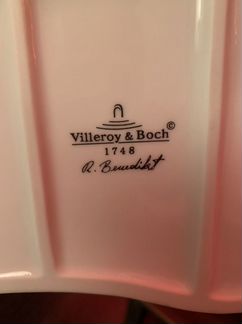 Villeroy & Boch©
1748
R. Benedikt